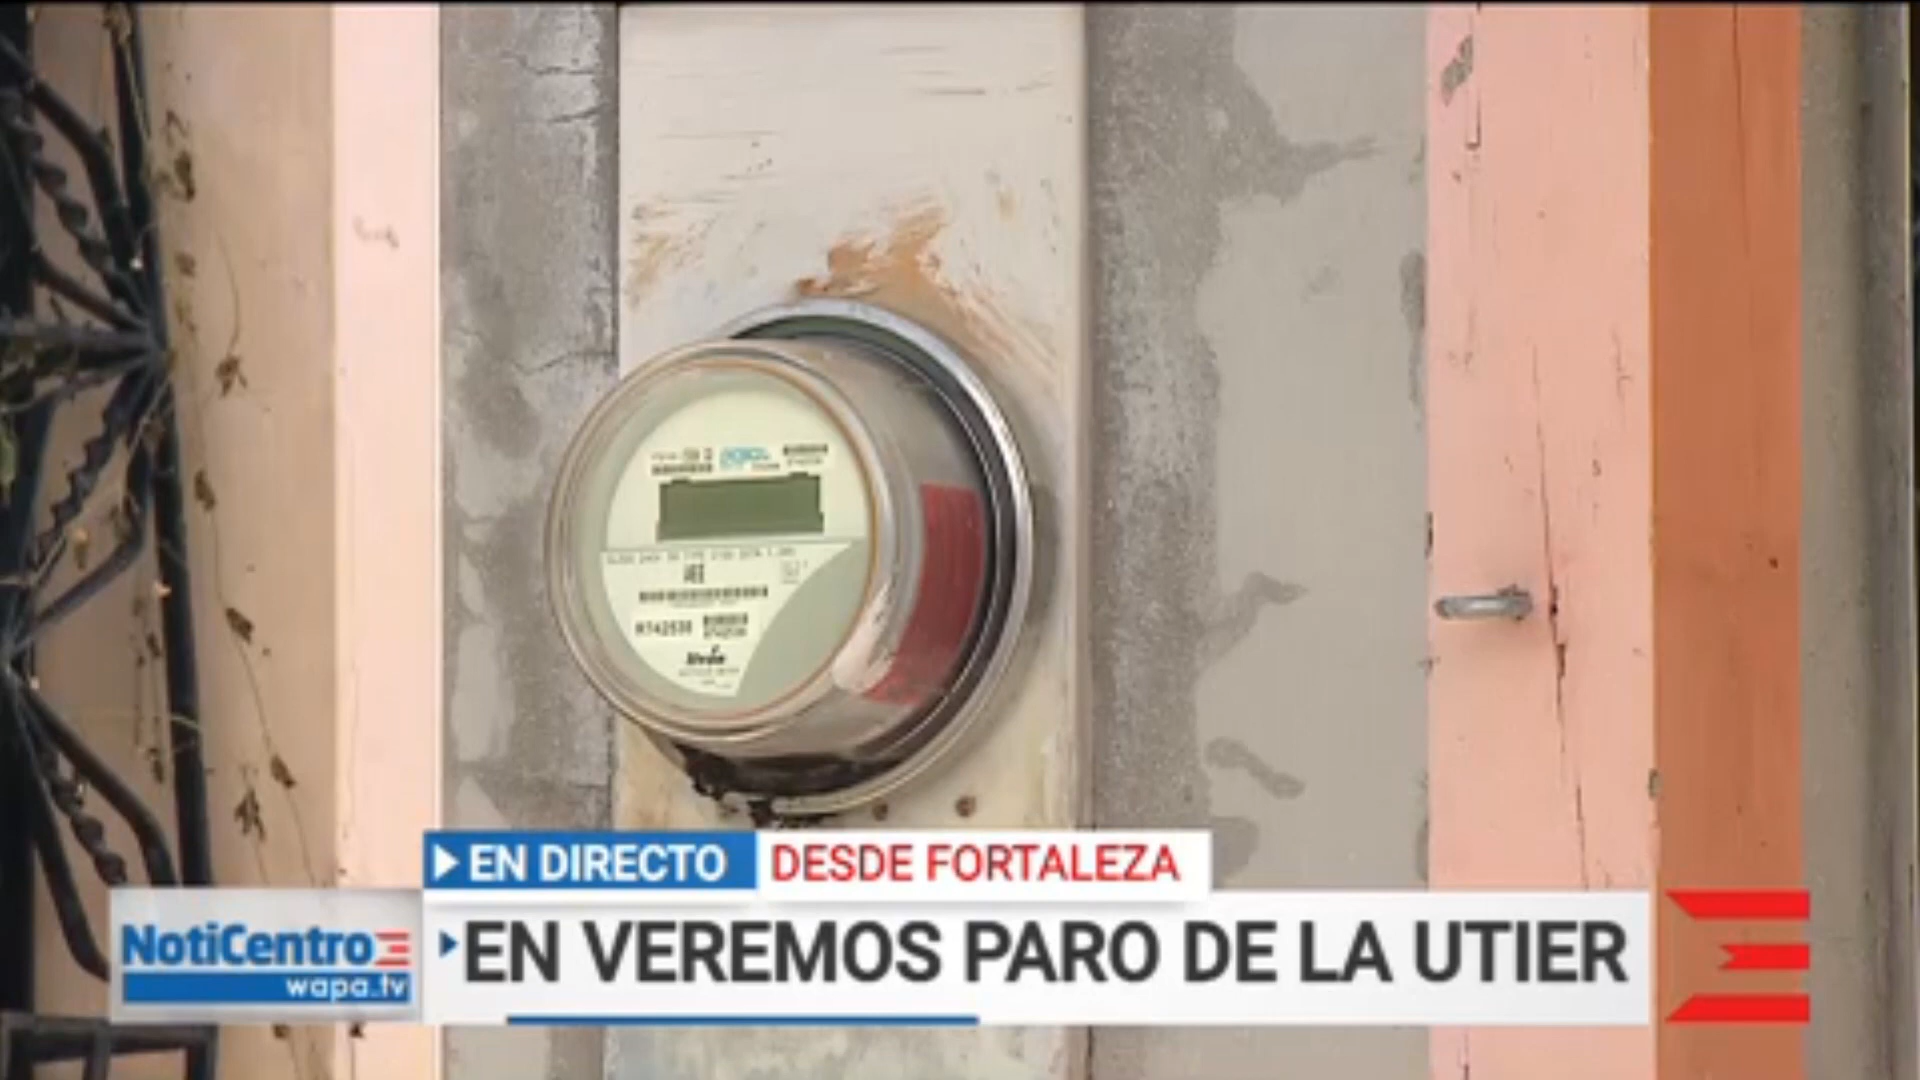 AEE
EN DIRECTO
DESDE FORTALEZA
NotiCentro
wapa.tv
EN VEREMOS PARO DE LA UTIER